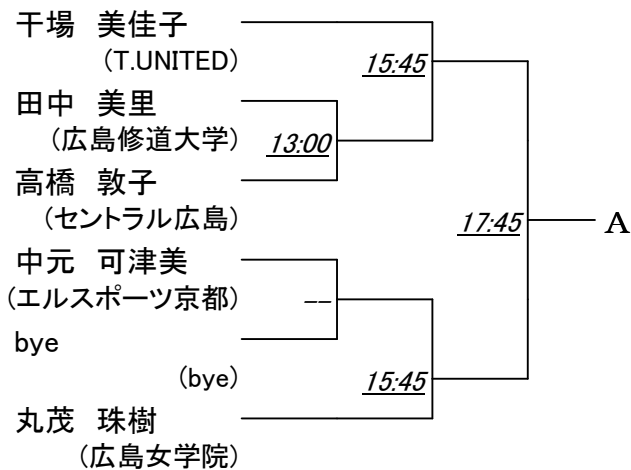 干場 美佳子
(T.UNITED)
15:45
田中 美里
(広島修道大学)
13:00
高橋 敦子
(セントラル広島)
17:45
A
中元 可津美
(エルスポーツ京都)
--
bye
(bye)
15:45
丸茂 珠樹
(広島女学院)